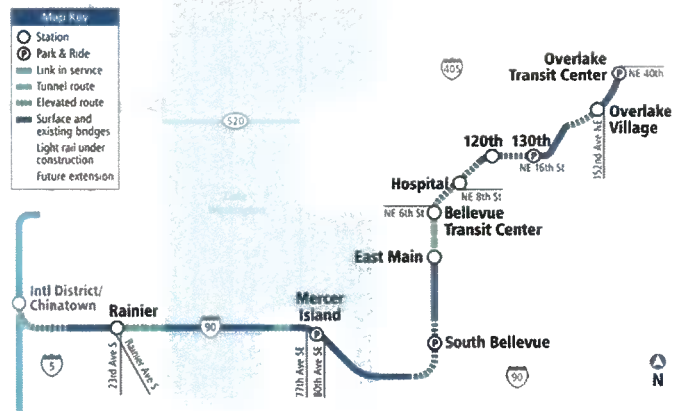 Map Key
Station
Park & Ride
Link in service
Tunnel route
Elevated route
Surface and
existing bridges
Light rail under
construction
Future extension
405
520
Overlake
Transit Center
P
NE 40th
Overlake
Village
152nd Ave NE
120th
130th
P
NE 16th St
Hospital
NE 8th St
NE 6th St
Bellevue
Transit Center
East Main
Intl District/
Chinatown
Rainier
90
Mercer
Island
P
P
South Bellevue
23rd Ave S
Rainier Ave S
77th Ave SE
80th Ave SE
5
90
N